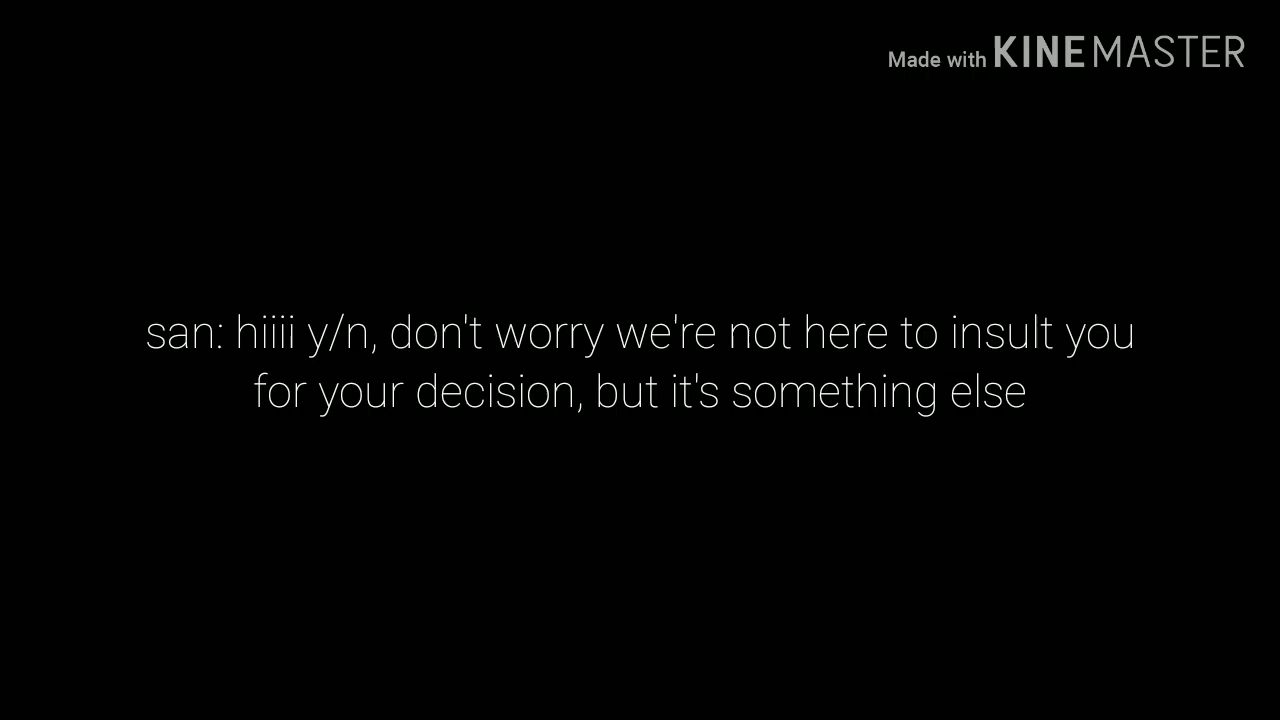 Made with KINEMASTER
san: hiiii y/n, don't worry we're not here to insult you
for your decision, but it's something else